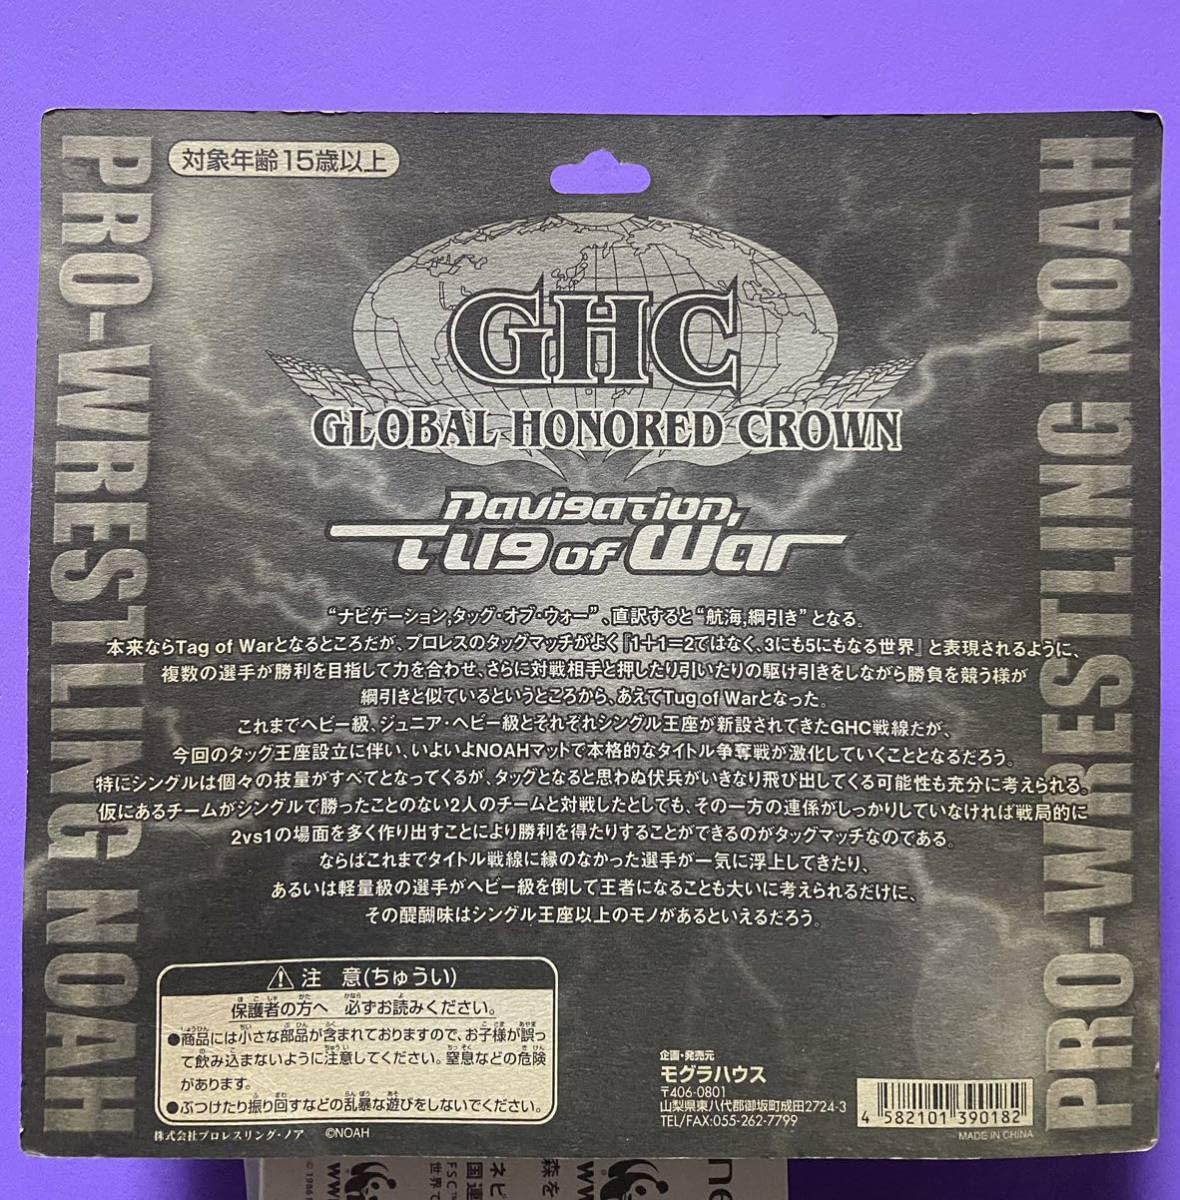 対象年齢15歳以上
PRO-WRESTLING NOAH
PRO-WRESTLING NOAH
GHC
GLOBAL HONORED CROWN
Navigation,
Tug of War
“ナビゲーション,タッグ・オブ・ウォー”、直訳すると“航海,綱引き”となる。
本来ならTag of Warとなるところだが、プロレスのタッグマッチがよく『1+1=2ではなく、3にも5にもなる世界』と表現されるように、
複数の選手が勝利を目指して力を合わせ、さらに対戦相手と押したり引いたりの駆け引きをしながら勝負を競う様が
綱引きと似ているというところから、あえてTug of Warとなった。
これまでヘビー級、ジュニア・ヘビー級とそれぞれシングル王座が新設されてきたGHC戦線だが、
今回のタッグ王座設立に伴い、いよいよNOAHマットで本格的なタイトル争奪戦が激化していくこととなるだろう。
特にシングルは個々の技量がすべてとなってくるが、タッグとなると思わぬ伏兵がいきなり飛び出してくる可能性も充分に考えられる。
仮にあるチームがシングルで勝ったことのない2人のチームと対戦したとしても、その一方の連係がしっかりしていなければ戦局的に
2vs1の場面を多く作り出すことにより勝利を得たりすることができるのがタッグマッチなのである。
ならばこれまでタイトル戦線に縁のなかった選手が一気に浮上してきたり、
あるいは軽量級の選手がヘビー級を倒して王者になることも大いに考えられるだけに、
その醍醐味はシングル王座以上のモノがあるといえるだろう。
⚠ 注 意(ちゅうい)
保護者の方へ 必ずお読みください。
●商品には小さな部品が含まれておりますので、お子様が誤っ
て飲み込まないように注意してください。窒息などの危険
があります。
●ぶつけたり振り回すなどの乱暴な遊びをしないでください。
株式会社プロレスリング・ノア ©NOAH
企画・発売元
モグラハウス
〒406-0801
山梨県東八代郡御坂町成田2724-3
TEL/FAX:055-262-7799
4 582101 390182
MADE IN CHINA